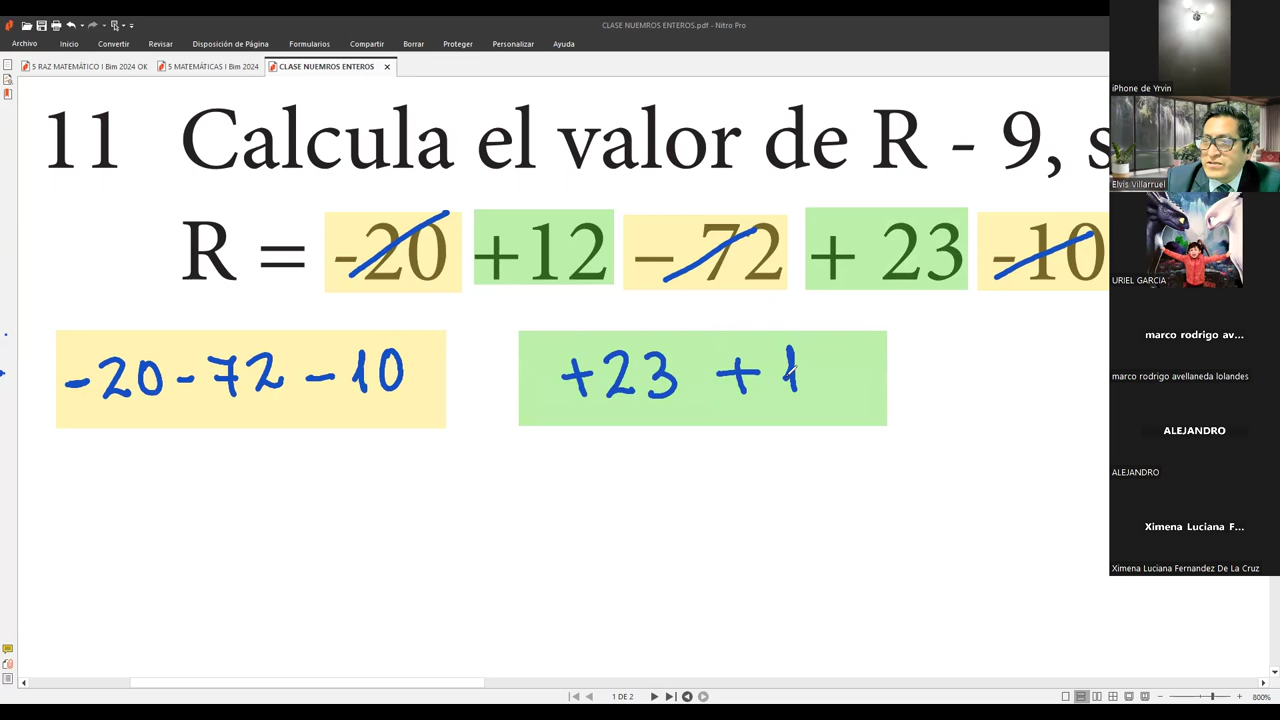 CLASE NUEMROS ENTEROS.pdf - Nitro Pro
Archivo Inicio Convertir Revisar Disposición de Página Formularios Compartir Borrar Proteger Personalizar Ayuda
5 RAZ MATEMÁTICO I Bim 2024 OK 5 MATEMÁTICAS I Bim 2024 CLASE NUEMROS ENTEROS ×
iPhone de Yrvin
11 Calcula el valor de R - 9, s
Elvis Villarruel
R = -20 +12 – 72 + 23 -10
URIEL GARCIA
marco rodrigo av...
-20 -72 -10 +23 +1
marco rodrigo avellaneda lolandes
ALEJANDRO
ALEJANDRO
Ximena Luciana F...
Ximena Luciana Fernandez De La Cruz
1 DE 2 800%